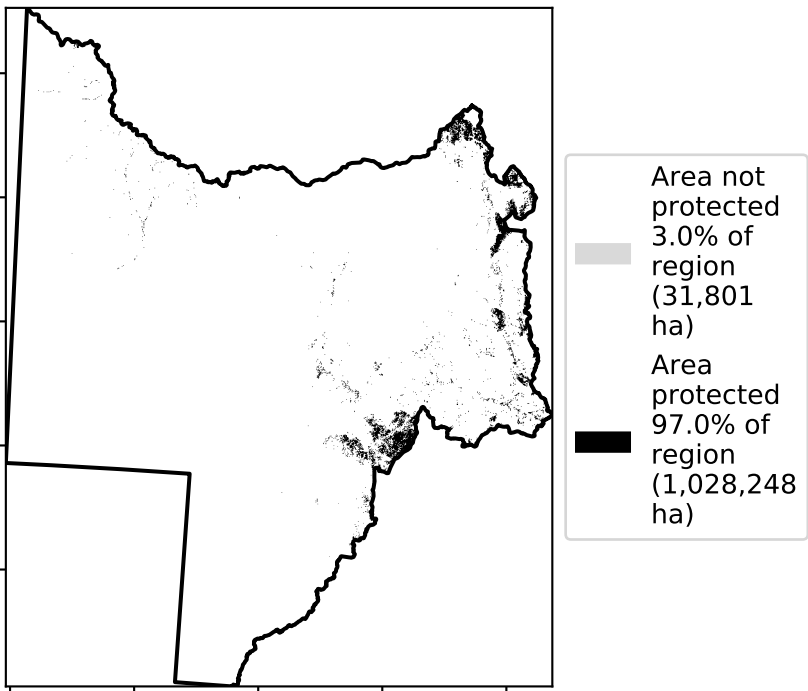 Area not
protected
3.0% of
region
(31,801
ha)
Area
protected
97.0% of
region
(1,028,248
ha)